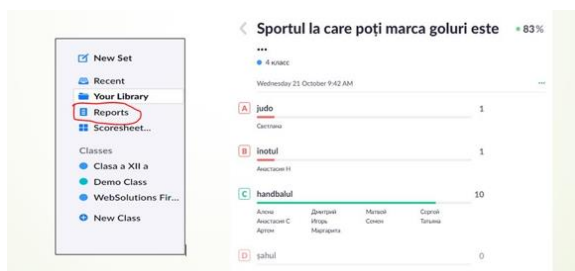 New Set
Recent
Your Library
Reports
Scoresheet...
Classes
Clasa a XII a
Demo Class
WebSolutions Fir...
New Class
Sportul la care poți marca goluri este
...
83%
4 класс
Wednesday 21 October 9:42 AM
A judo 1
Светлана
B inotul 1
Анастасия Н
C handbalul 10
Алена Дмитрий Матвей Сергей
Анастасия С Игорь Семен Татьяна
Артем Маргарита
D șahul 0